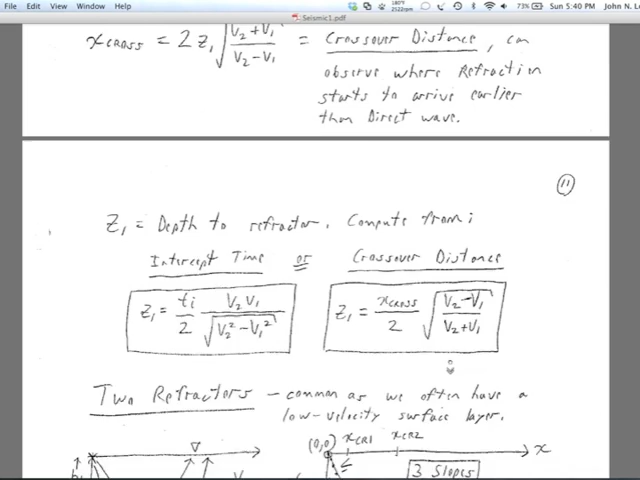 File Edit View Window Help 180°F 2522rpm 73% Sun 5:40 PM John N. Lo
Seismic1.pdf
xCROSS = 2 Z₁ √(V₂+V₁ / V₂-V₁) = Crossover Distance, can
observe where Refraction
starts to arrive earlier
than Direct wave.
11
Z₁ = Depth to refractor. Compute from:
Intercept Time or Crossover Distance
Z₁ = ti/2 V₂V₁/√(V₂²-V₁²) Z₁ = xCROSS/2 √(V₂-V₁ / V₂+V₁)
Two Refractors - common as we often have a
low-velocity surface layer.
(0,0) xCR1 xCR2 x
3 Slopes